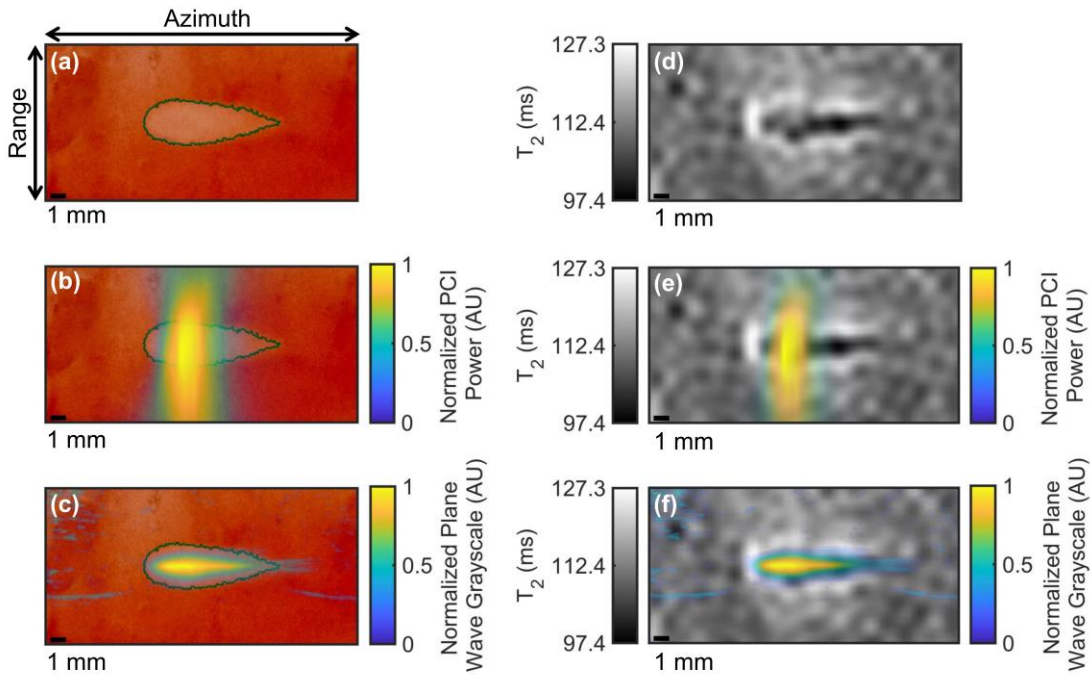 Azimuth
Range
(a)
1 mm
127.3
112.4
97.4
T2 (ms)
(d)
1 mm
(b)
1 mm
1
0.5
0
Normalized PCI
Power (AU)
127.3
112.4
97.4
T2 (ms)
(e)
1 mm
1
0.5
0
Normalized PCI
Power (AU)
(c)
1 mm
1
0.5
0
Normalized Plane
Wave Grayscale (AU)
127.3
112.4
97.4
T2 (ms)
(f)
1 mm
1
0.5
0
Normalized Plane
Wave Grayscale (AU)